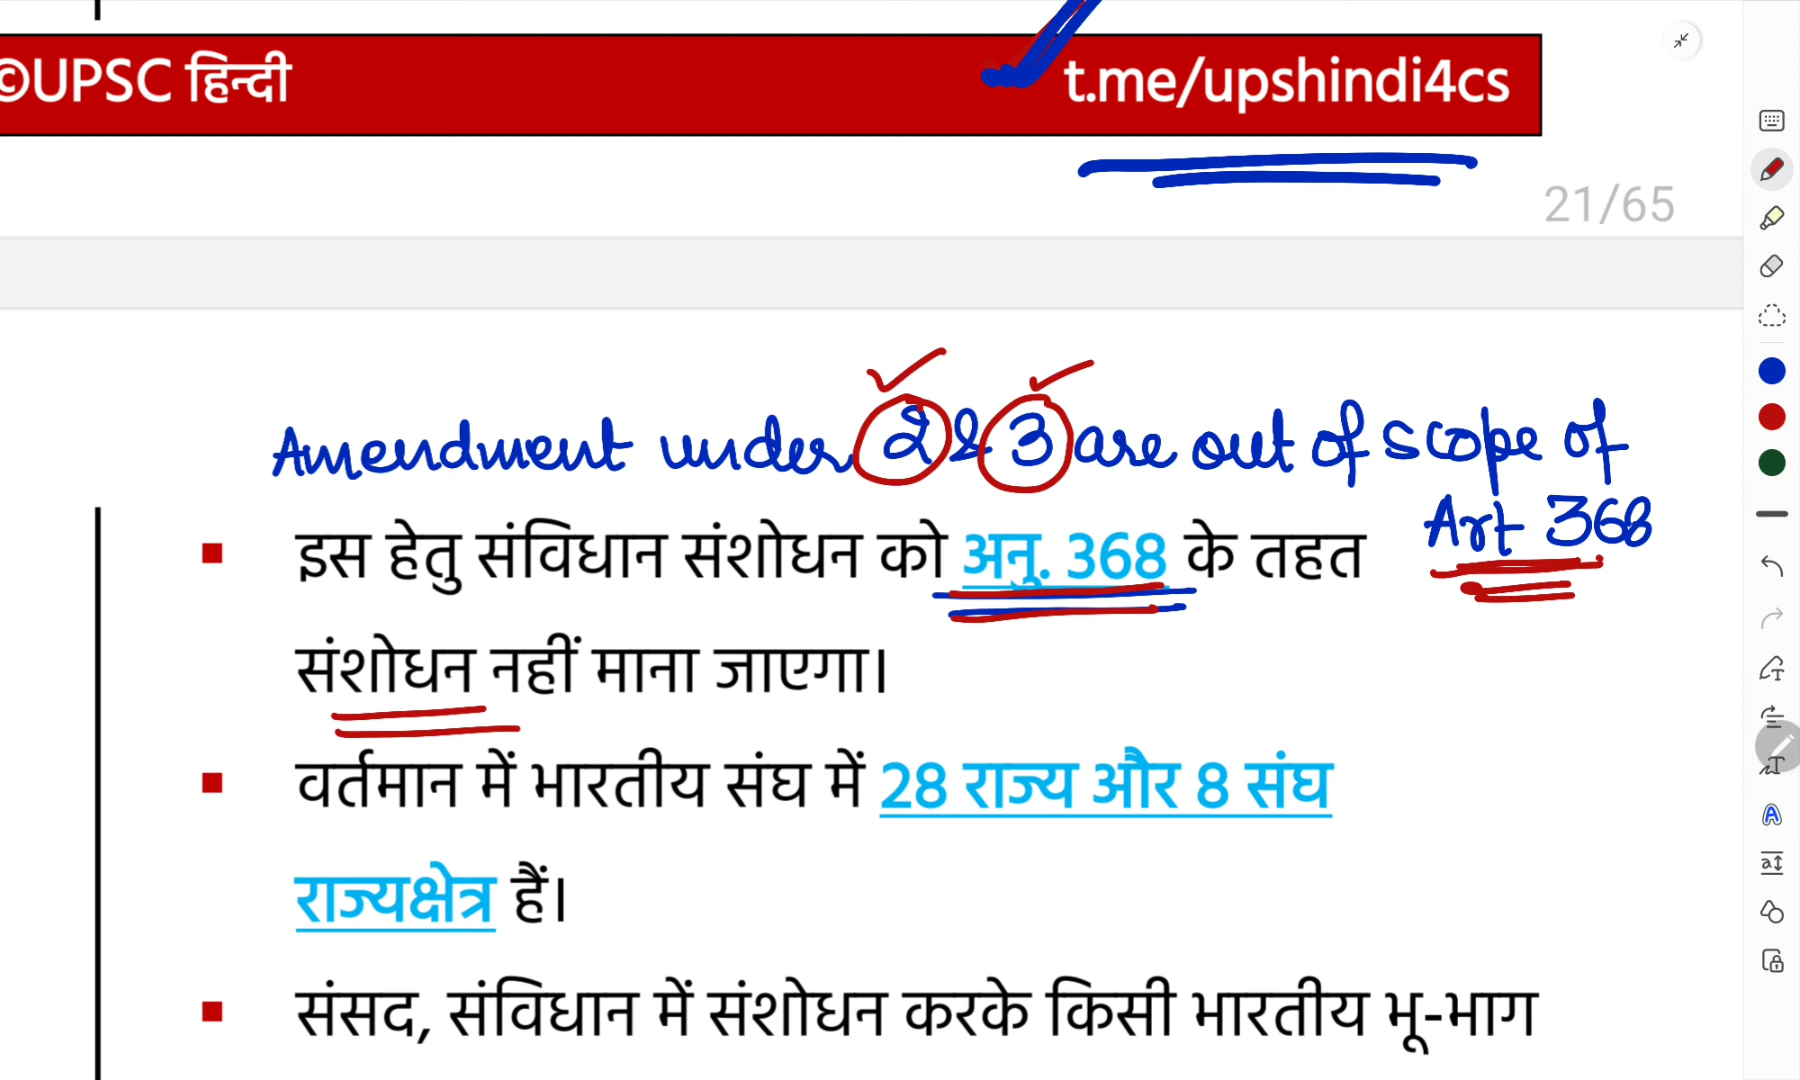 ©UPSC हिन्दी t.me/upshindi4cs
21/65
Amendment under 2 & 3 are out of scope of
Art 368
इस हेतु संविधान संशोधन को अनु. 368 के तहत
संशोधन नहीं माना जाएगा।
वर्तमान में भारतीय संघ में 28 राज्य और 8 संघ
राज्यक्षेत्र हैं।
संसद, संविधान में संशोधन करके किसी भारतीय भू-भाग